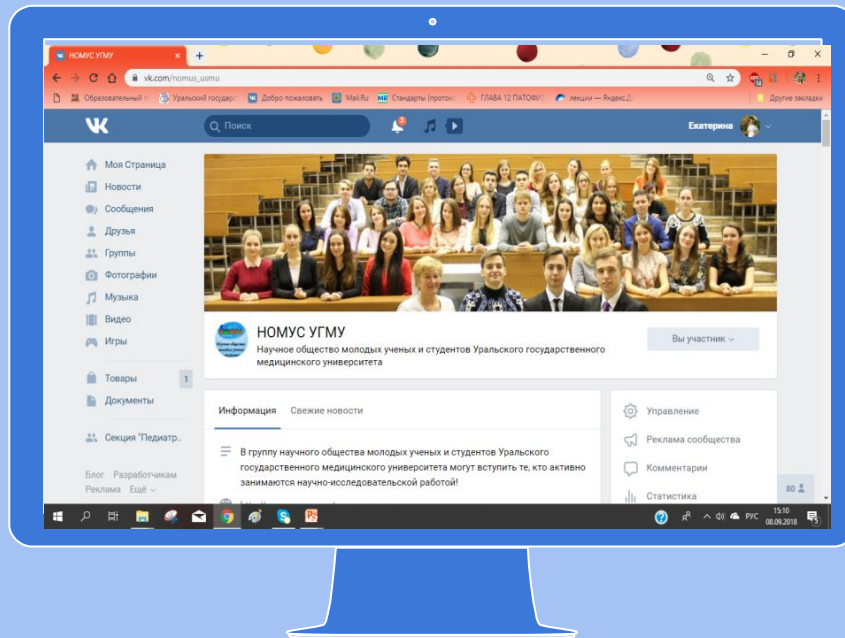 НОМУС УГМУ
vk.com/nomus_usmu
Образовательный
Уральский государс
Добро пожаловать
Mail.Ru
Стандарты (протоко
ГЛАВА 12 ПАТОФИ
лекции — Яндекс.Д
Другие закладки
Поиск
Екатерина
Моя Страница
Новости
Сообщения
Друзья
Группы
Фотографии
Музыка
Видео
Игры
Товары 1
Документы
Секция "Педиатр..
Блог Разработчикам
Реклама Ещё
НОМУС УГМУ
Научное общество молодых ученых и студентов Уральского государственного
медицинского университета
Вы участник
Информация Свежие новости
В группу научного общества молодых ученых и студентов Уральского
государственного медицинского университета могут вступить те, кто активно
занимаются научно-исследовательской работой!
Управление
Реклама сообщества
Комментарии
Статистика
80
РУС
15:10
08.09.2018